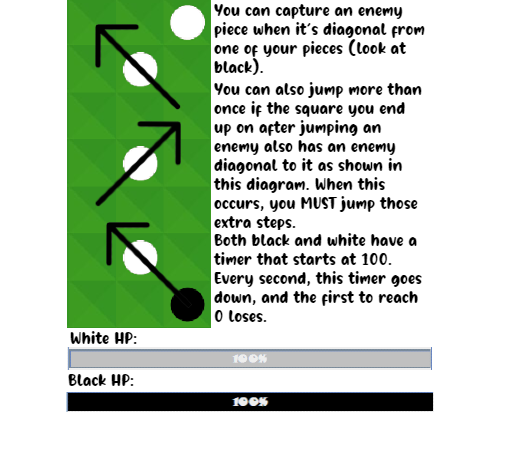 You can capture an enemy
piece when it's diagonal from
one of your pieces (look at
black).
You can also jump more than
once if the square you end
up on after jumping an
enemy also has an enemy
diagonal to it as shown in
this diagram. When this
occurs, you MUST jump those
extra steps.
Both black and white have a
timer that starts at 100.
Every second, this timer goes
down, and the first to reach
0 loses.
White HP:
100%
Black HP:
100%